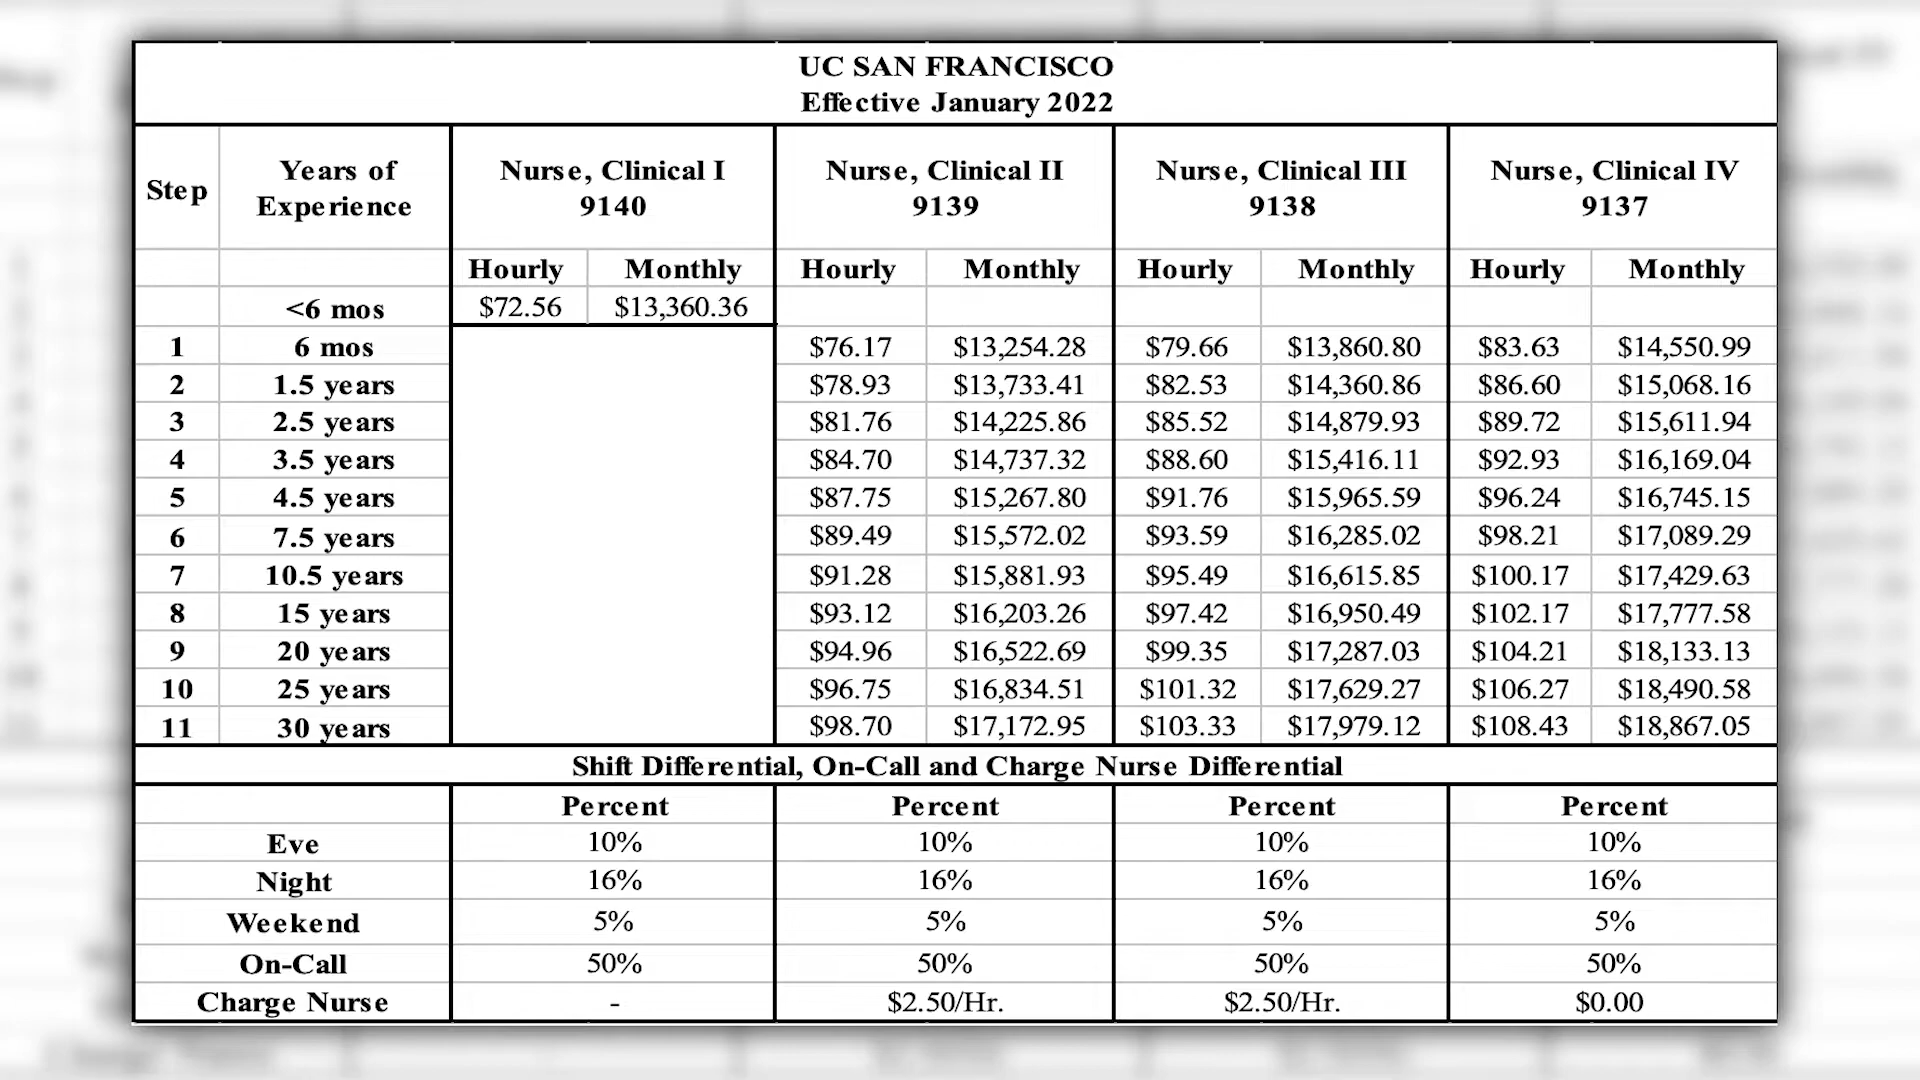 UC SAN FRANCISCO
Effective January 2022
Step Years of Experience Nurse, Clinical I 9140 Nurse, Clinical II 9139 Nurse, Clinical III 9138 Nurse, Clinical IV 9137
Hourly Monthly Hourly Monthly Hourly Monthly Hourly Monthly
<6 mos $72.56 $13,360.36
1 6 mos $76.17 $13,254.28 $79.66 $13,860.80 $83.63 $14,550.99
2 1.5 years $78.93 $13,733.41 $82.53 $14,360.86 $86.60 $15,068.16
3 2.5 years $81.76 $14,225.86 $85.52 $14,879.93 $89.72 $15,611.94
4 3.5 years $84.70 $14,737.32 $88.60 $15,416.11 $92.93 $16,169.04
5 4.5 years $87.75 $15,267.80 $91.76 $15,965.59 $96.24 $16,745.15
6 7.5 years $89.49 $15,572.02 $93.59 $16,285.02 $98.21 $17,089.29
7 10.5 years $91.28 $15,881.93 $95.49 $16,615.85 $100.17 $17,429.63
8 15 years $93.12 $16,203.26 $97.42 $16,950.49 $102.17 $17,777.58
9 20 years $94.96 $16,522.69 $99.35 $17,287.03 $104.21 $18,133.13
10 25 years $96.75 $16,834.51 $101.32 $17,629.27 $106.27 $18,490.58
11 30 years $98.70 $17,172.95 $103.33 $17,979.12 $108.43 $18,867.05
Shift Differential, On-Call and Charge Nurse Differential
Percent Percent Percent Percent
Eve 10% 10% 10% 10%
Night 16% 16% 16% 16%
Weekend 5% 5% 5% 5%
On-Call 50% 50% 50% 50%
Charge Nurse - $2.50/Hr. $2.50/Hr. $0.00